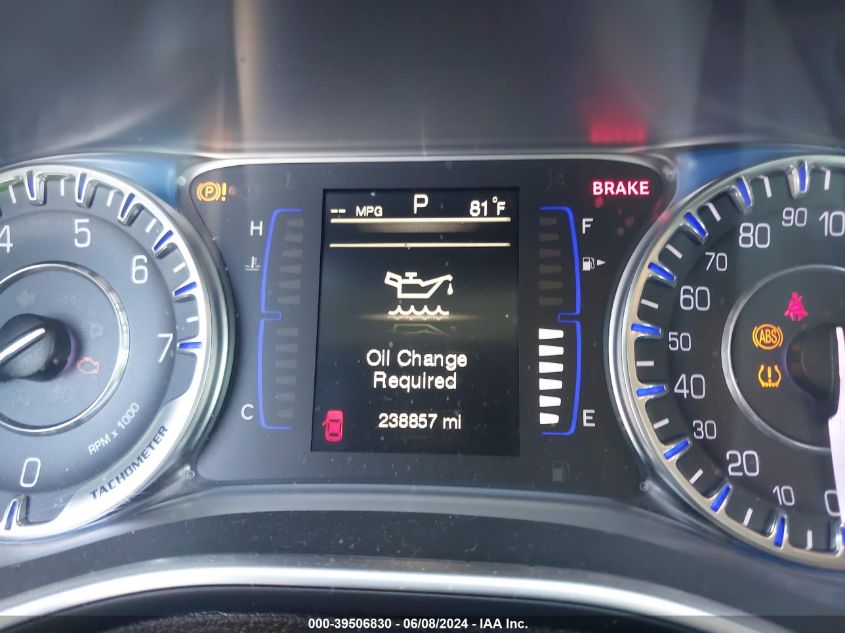 4
5
6
7
0
RPM x 1000
TACHOMETER
P !
H
C
-- MPG P 81°F
Oil Change
Required
238857 mi
BRAKE
F
E
0
10
20
30
40
50
60
70
80
90
10
ABS
!
000-39506830 - 06/08/2024 - IAA Inc.